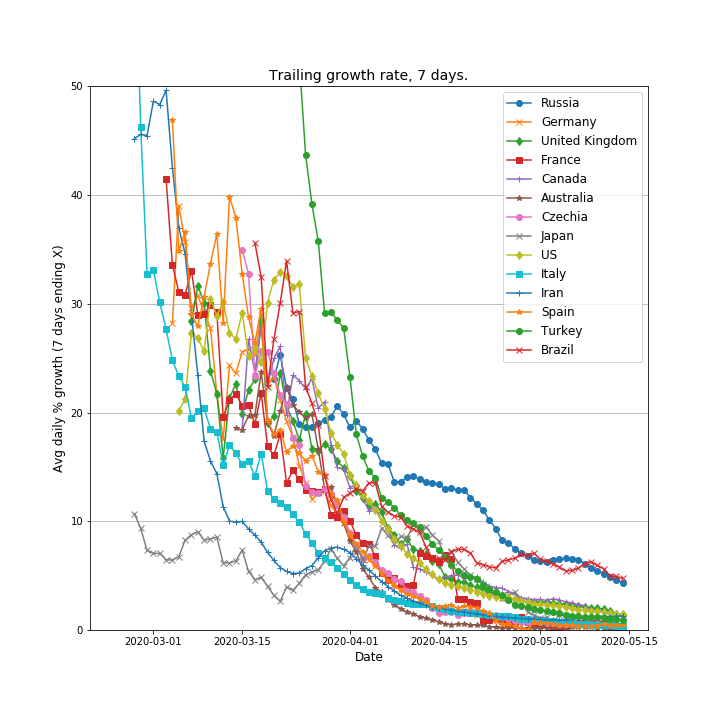 Trailing growth rate, 7 days.
Avg daily % growth (7 days ending X)
50
40
30
20
10
0
Russia
Germany
United Kingdom
France
Canada
Australia
Czechia
Japan
US
Italy
Iran
Spain
Turkey
Brazil
2020-03-01 2020-03-15 2020-04-01 2020-04-15 2020-05-01 2020-05-15
Date